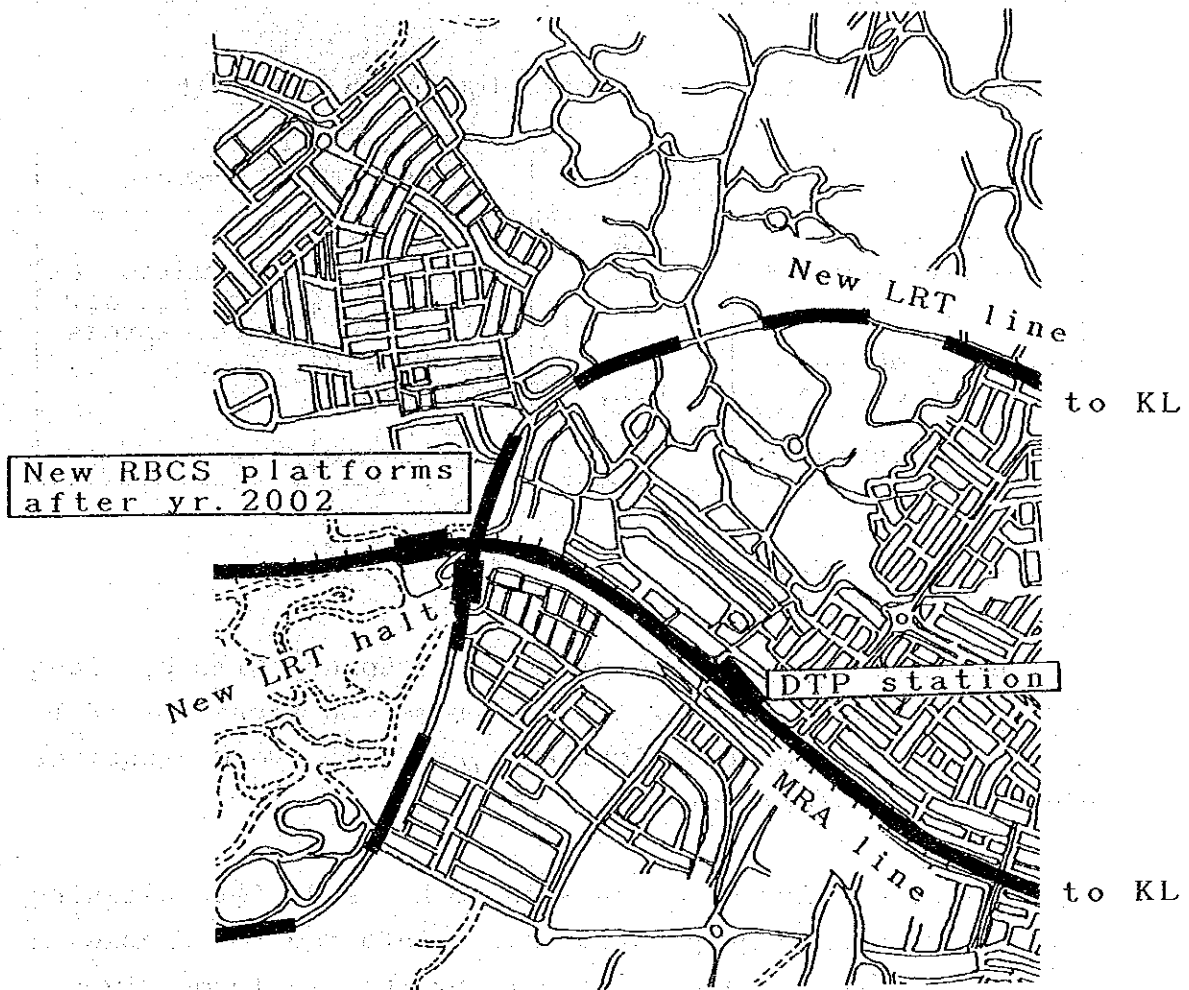 New LRT line
to KL
New RBCS platforms
after yr. 2002
New LRT halt
DTP station
MRA line
to KL